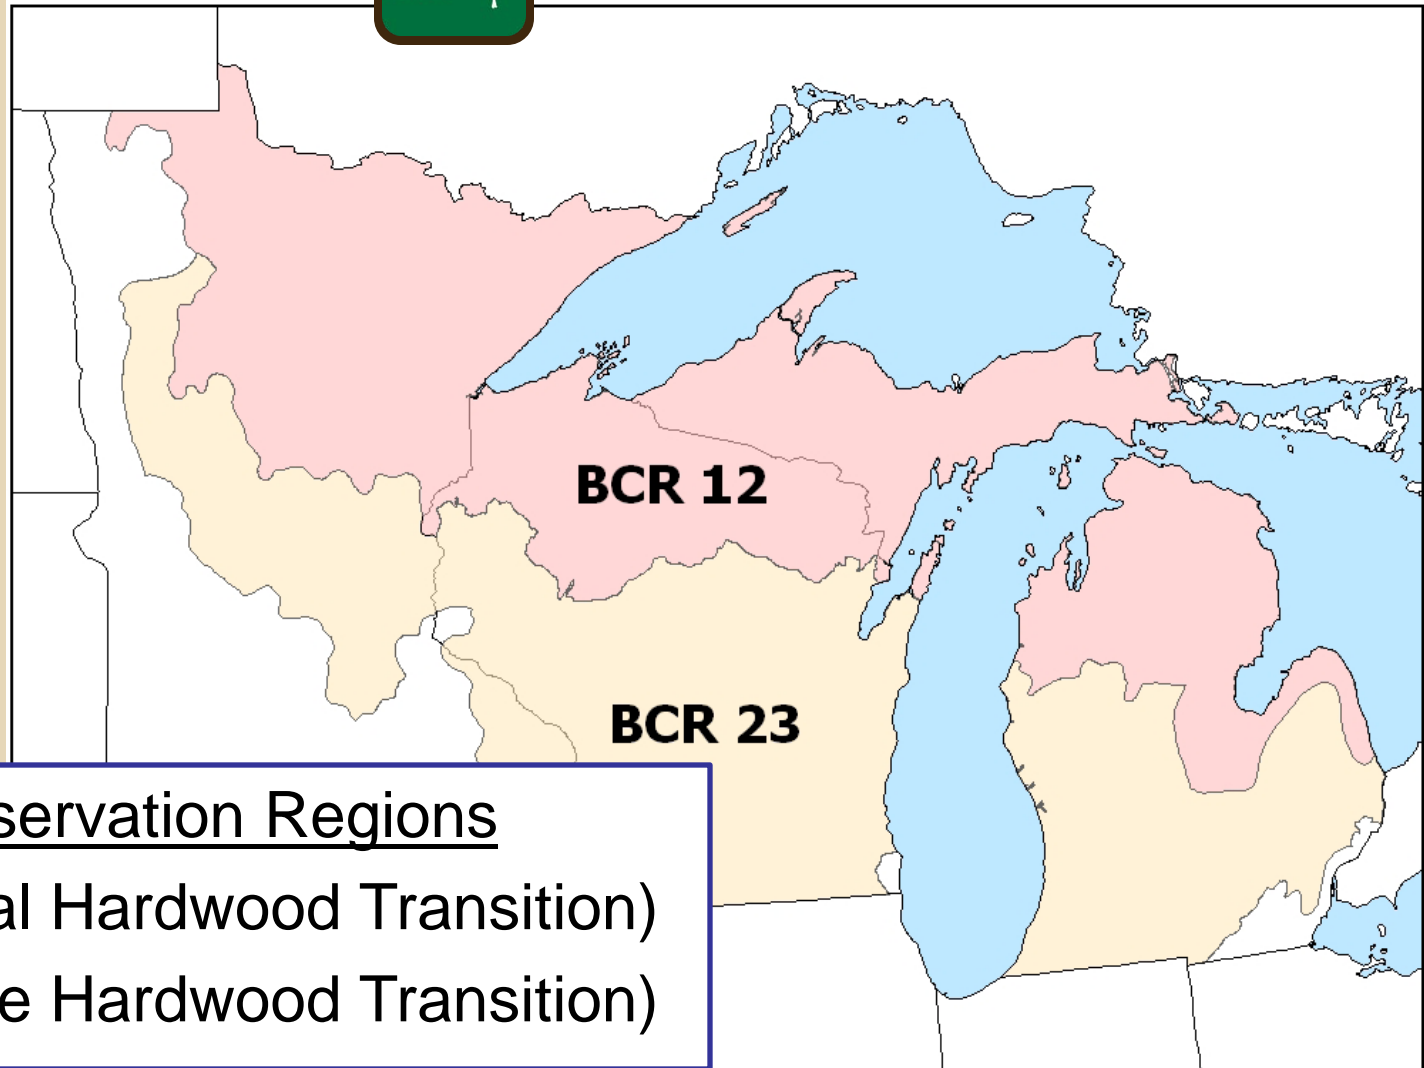 BCR 12
BCR 23
servation Regions
al Hardwood Transition)
e Hardwood Transition)